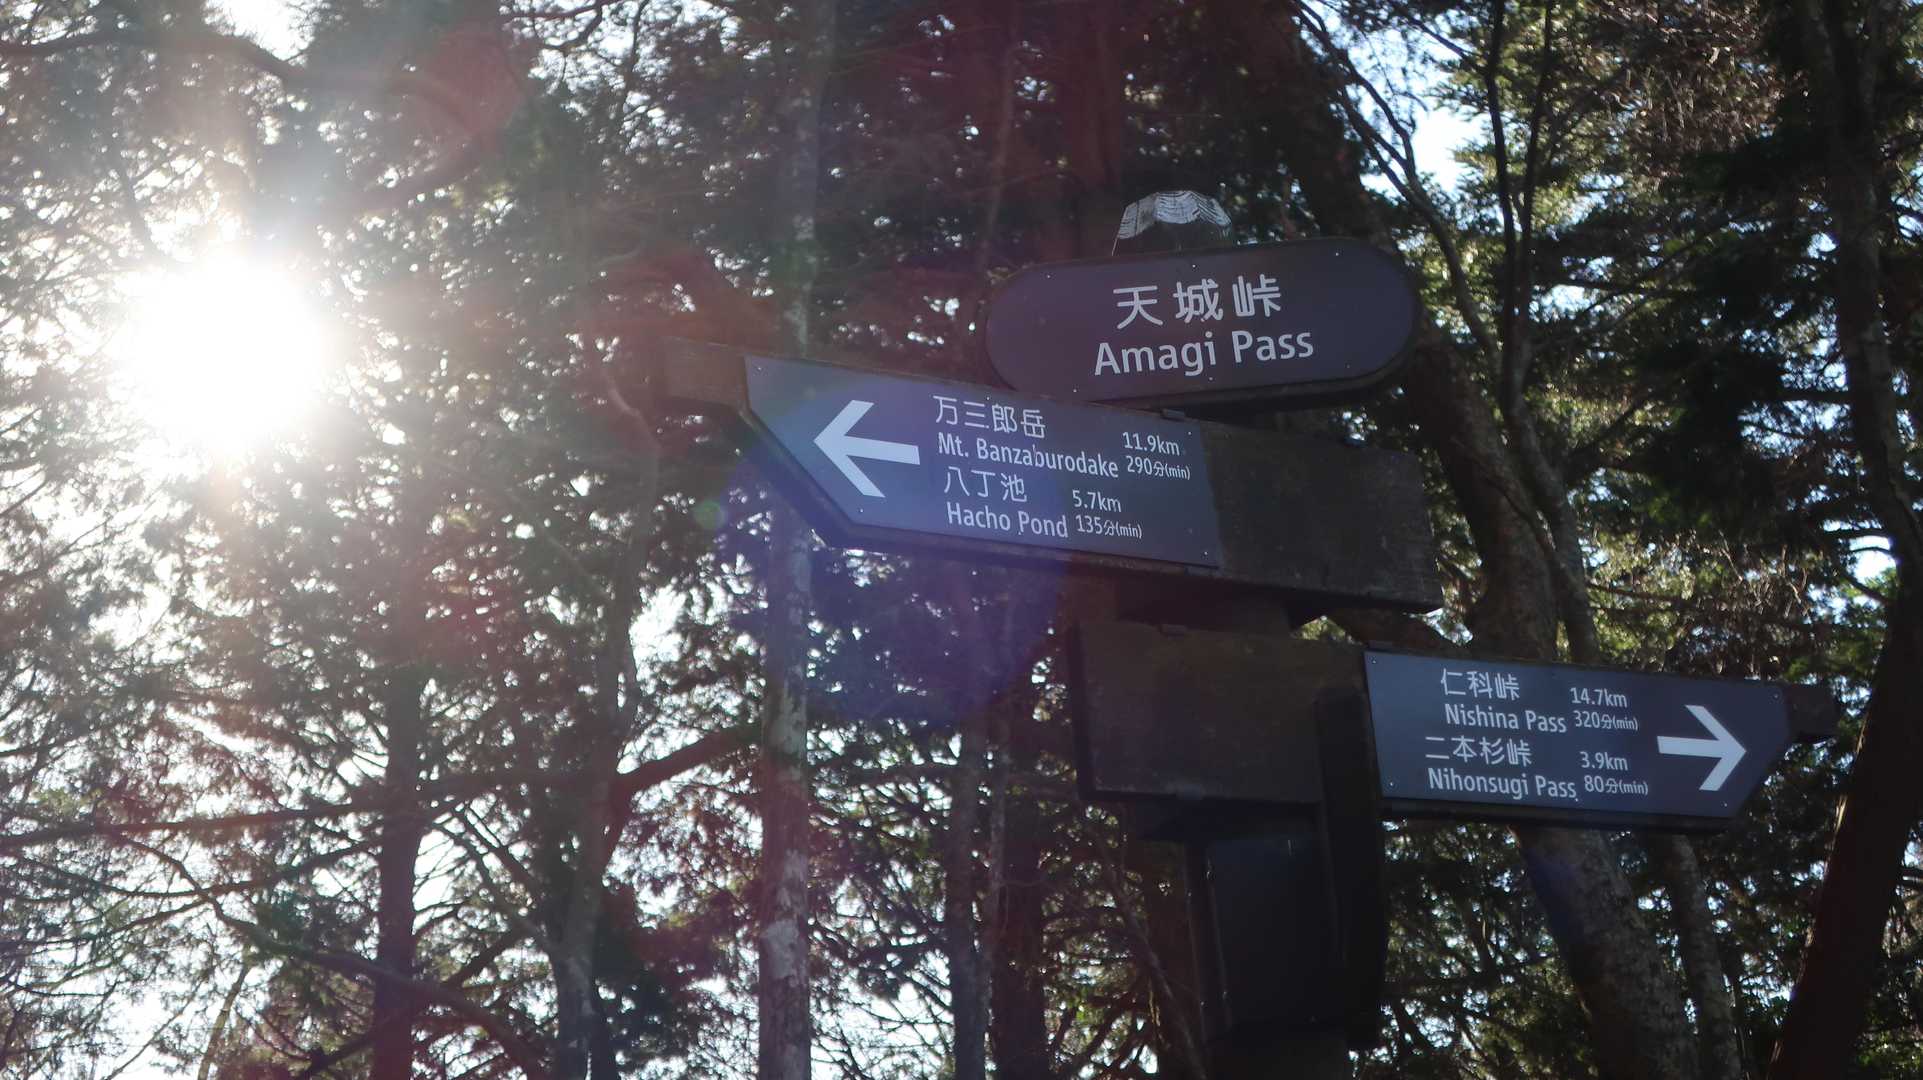 天城峠
Amagi Pass
万三郎岳
Mt. Banzaburodake
11.9km
290分(min)
八丁池
Hacho Pond
5.7km
135分(min)
仁科峠
Nishina Pass
14.7km
320分(min)
二本杉峠
Nihonsugi Pass
3.9km
80分(min)